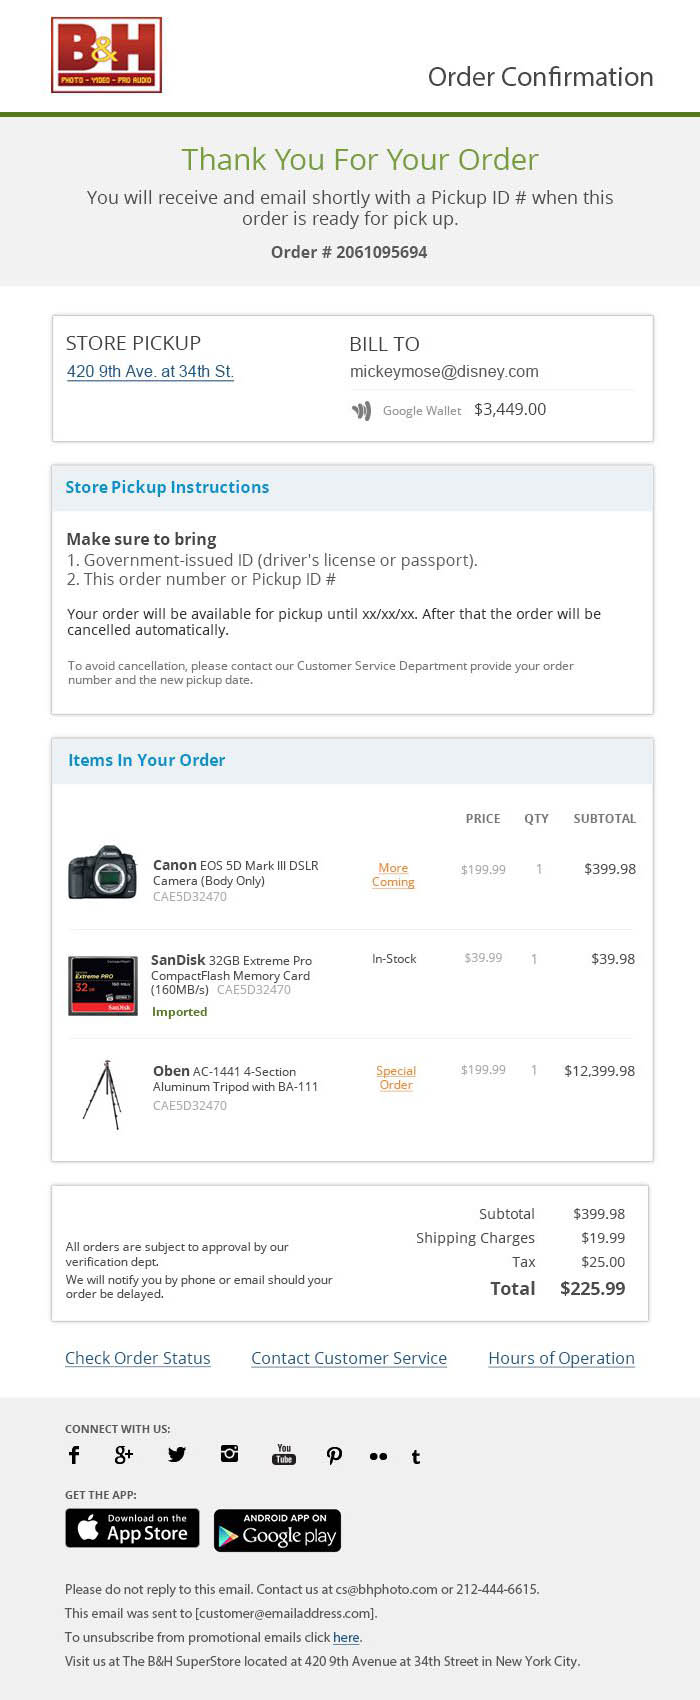 B&H
PHOTO - VIDEO - PRO AUDIO
Order Confirmation
Thank You For Your Order
You will receive and email shortly with a Pickup ID # when this
order is ready for pick up.
Order # 2061095694
STORE PICKUP
420 9th Ave. at 34th St.
BILL TO
mickeymose@disney.com
Google Wallet $3,449.00
Store Pickup Instructions
Make sure to bring
1. Government-issued ID (driver's license or passport).
2. This order number or Pickup ID #
Your order will be available for pickup until xx/xx/xx. After that the order will be
cancelled automatically.
To avoid cancellation, please contact our Customer Service Department provide your order
number and the new pickup date.
Items In Your Order
PRICE QTY SUBTOTAL
Canon EOS 5D Mark III DSLR
Camera (Body Only)
CAE5D32470
More
Coming
$199.99 1 $399.98
SanDisk 32GB Extreme Pro
CompactFlash Memory Card
(160MB/s) CAE5D32470
Imported
In-Stock
$39.99 1 $39.98
Extreme PRO
32 GB
160 MB/s
SanDisk
Oben AC-1441 4-Section
Aluminum Tripod with BA-111
CAE5D32470
Special
Order
$199.99 1 $12,399.98
All orders are subject to approval by our
verification dept.
We will notify you by phone or email should your
order be delayed.
Subtotal $399.98
Shipping Charges $19.99
Tax $25.00
Total $225.99
Check Order Status Contact Customer Service Hours of Operation
CONNECT WITH US:
You
Tube
GET THE APP:
Download on the
App Store
ANDROID APP ON
Google play
Please do not reply to this email. Contact us at cs@bhphoto.com or 212-444-6615.
This email was sent to [customer@emailaddress.com].
To unsubscribe from promotional emails click here.
Visit us at The B&H SuperStore located at 420 9th Avenue at 34th Street in New York City.